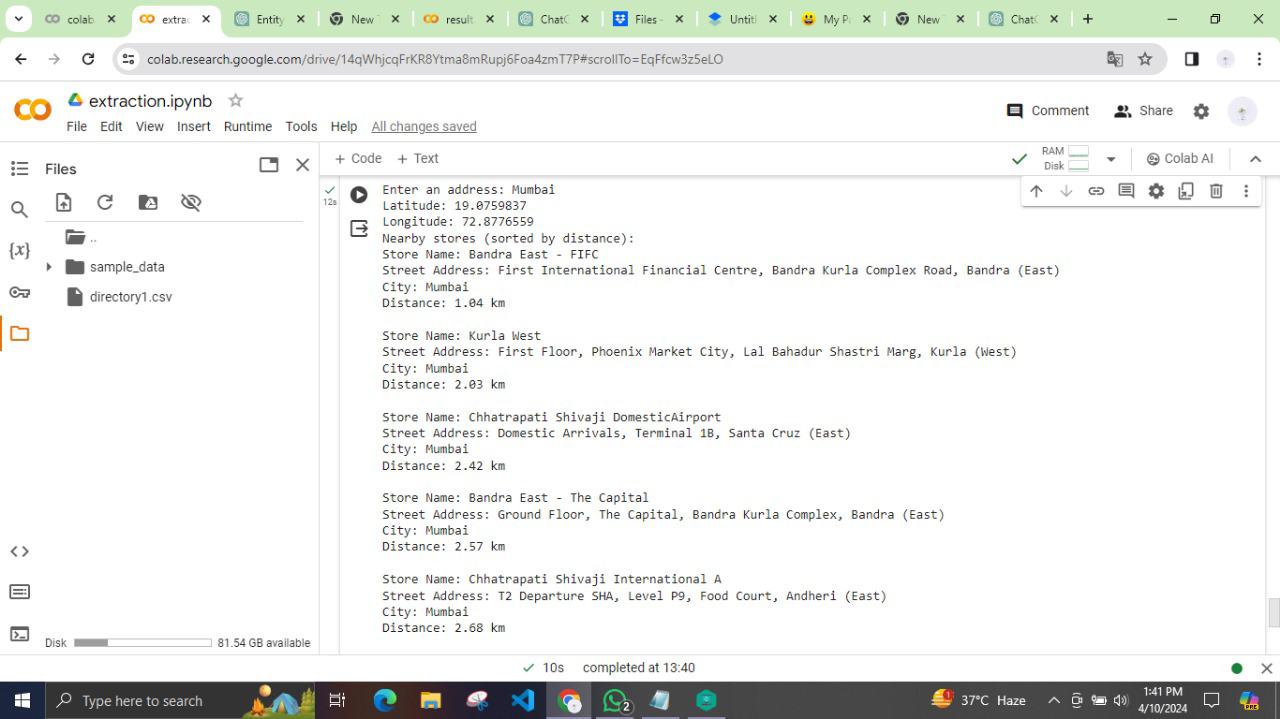 colab
extrac
Entity
New T
result
ChatG
Files -
Untitl
My P
New T
ChatG
colab.research.google.com/drive/14qWhjcqFrKR8Ytma8mRupj6Foa4zmT7P#scrollTo=EqFfcw3z5eLO
extraction.ipynb
Comment
Share
File Edit View Insert Runtime Tools Help All changes saved
Files
+ Code + Text
RAM
Disk
Colab AI
..
sample_data
directory1.csv
{x}
12s
Enter an address: Mumbai
Latitude: 19.0759837
Longitude: 72.8776559
Nearby stores (sorted by distance):
Store Name: Bandra East - FIFC
Street Address: First International Financial Centre, Bandra Kurla Complex Road, Bandra (East)
City: Mumbai
Distance: 1.04 km
Store Name: Kurla West
Street Address: First Floor, Phoenix Market City, Lal Bahadur Shastri Marg, Kurla (West)
City: Mumbai
Distance: 2.03 km
Store Name: Chhatrapati Shivaji DomesticAirport
Street Address: Domestic Arrivals, Terminal 1B, Santa Cruz (East)
City: Mumbai
Distance: 2.42 km
Store Name: Bandra East - The Capital
Street Address: Ground Floor, The Capital, Bandra Kurla Complex, Bandra (East)
City: Mumbai
Distance: 2.57 km
Store Name: Chhatrapati Shivaji International A
Street Address: T2 Departure SHA, Level P9, Food Court, Andheri (East)
City: Mumbai
Distance: 2.68 km
Disk 81.54 GB available
10s completed at 13:40
Type here to search
2
1
37°C Haze
1:41 PM
4/10/2024
PRE